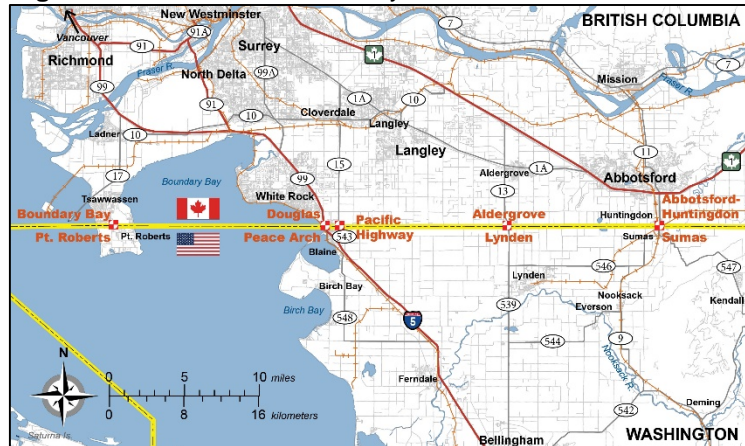 New Westminster
BRITISH COLUMBIA
Vancouver
91A
7
91
Surrey
1
Richmond
Fraser R.
North Delta
99A
Mission
7
99
1A
10
Fraser R.
91
Cloverdale
10
Langley
Ladner
10
11
1
17
15
Langley
1A
Abbotsford
Tsawwassen
Boundary Bay
99
Aldergrove
White Rock
13
Abbotsford-
Huntingdon
Boundary Bay
Douglas
Pacific
Highway
Aldergrove
Huntingdon
Pt. Roberts
Pt. Roberts
Peace Arch
543
Lynden
Sumas
Sumas
Blaine
546
547
Birch Bay
Lynden
Kendall
Nooksack
Birch Bay
539
Everson
548
5
544
9
N
Nooksack R.
0 5 10 miles
0 8 16 kilometers
Ferndale
Deming
542
Saturna Is.
Bellingham
WASHINGTON